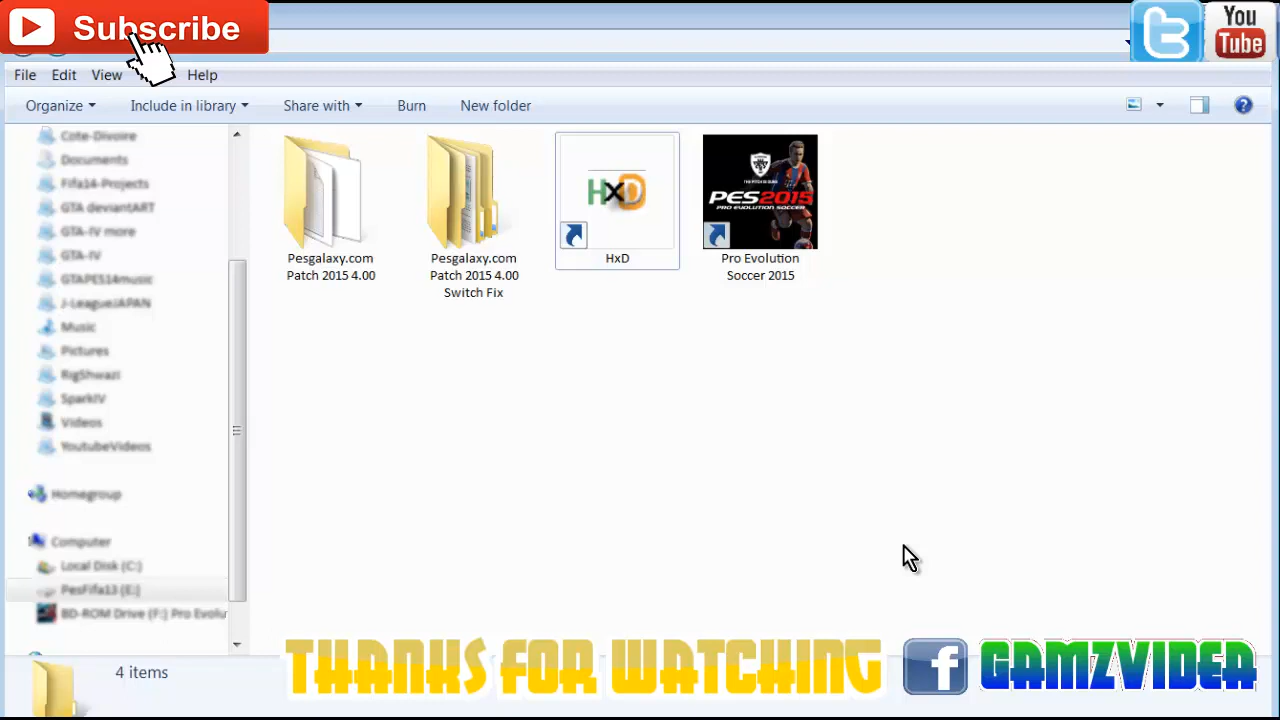 Subscribe
You
Tube
File Edit View Help
Organize Include in library Share with Burn New folder
Cote-Divoire
Documents
Fifa14-Projects
GTA deviantART
GTA-IV more
GTA-IV
GTAPES14music
J-LeagueJAPAN
Music
Pictures
RigShwazi
SparkIV
Videos
YoutubeVideos
Homegroup
Computer
Local Disk (C:)
PesFifa13 (E:)
BD-ROM Drive (F:) Pro Evolu
HxD
PES2015
PRO EVOLUTION SOCCER
Pesgalaxy.com
Patch 2015 4.00
Pesgalaxy.com
Patch 2015 4.00
Switch Fix
HxD
Pro Evolution
Soccer 2015
4 items
THANKS FOR WATCHING
GAMZVIDEA